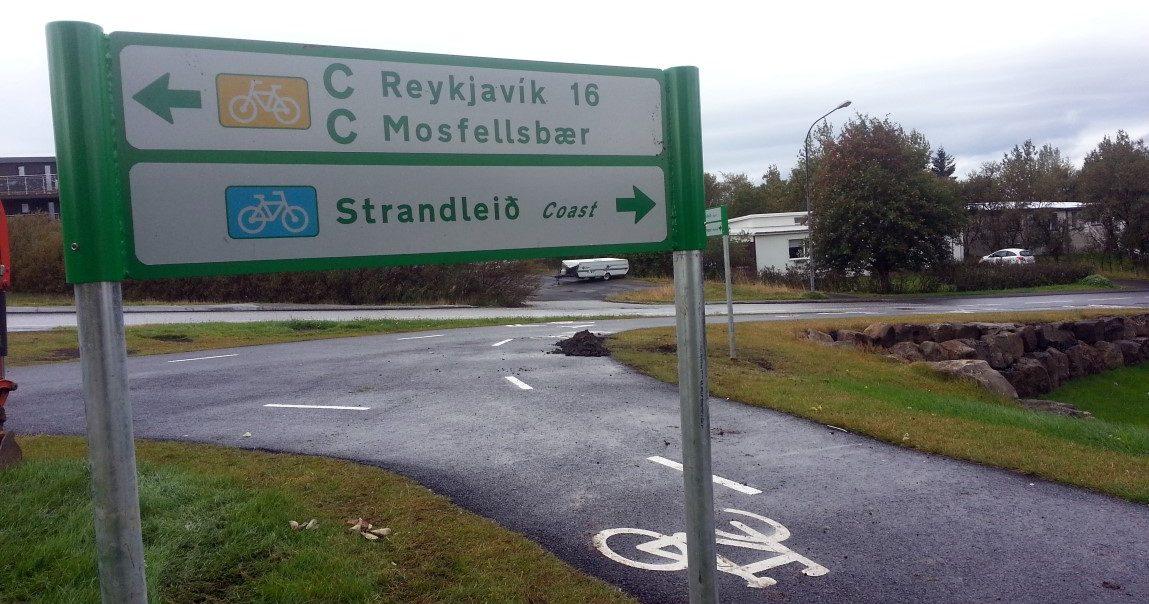 C Reykjavík 16
C Mosfellsbær
Strandleið Coast